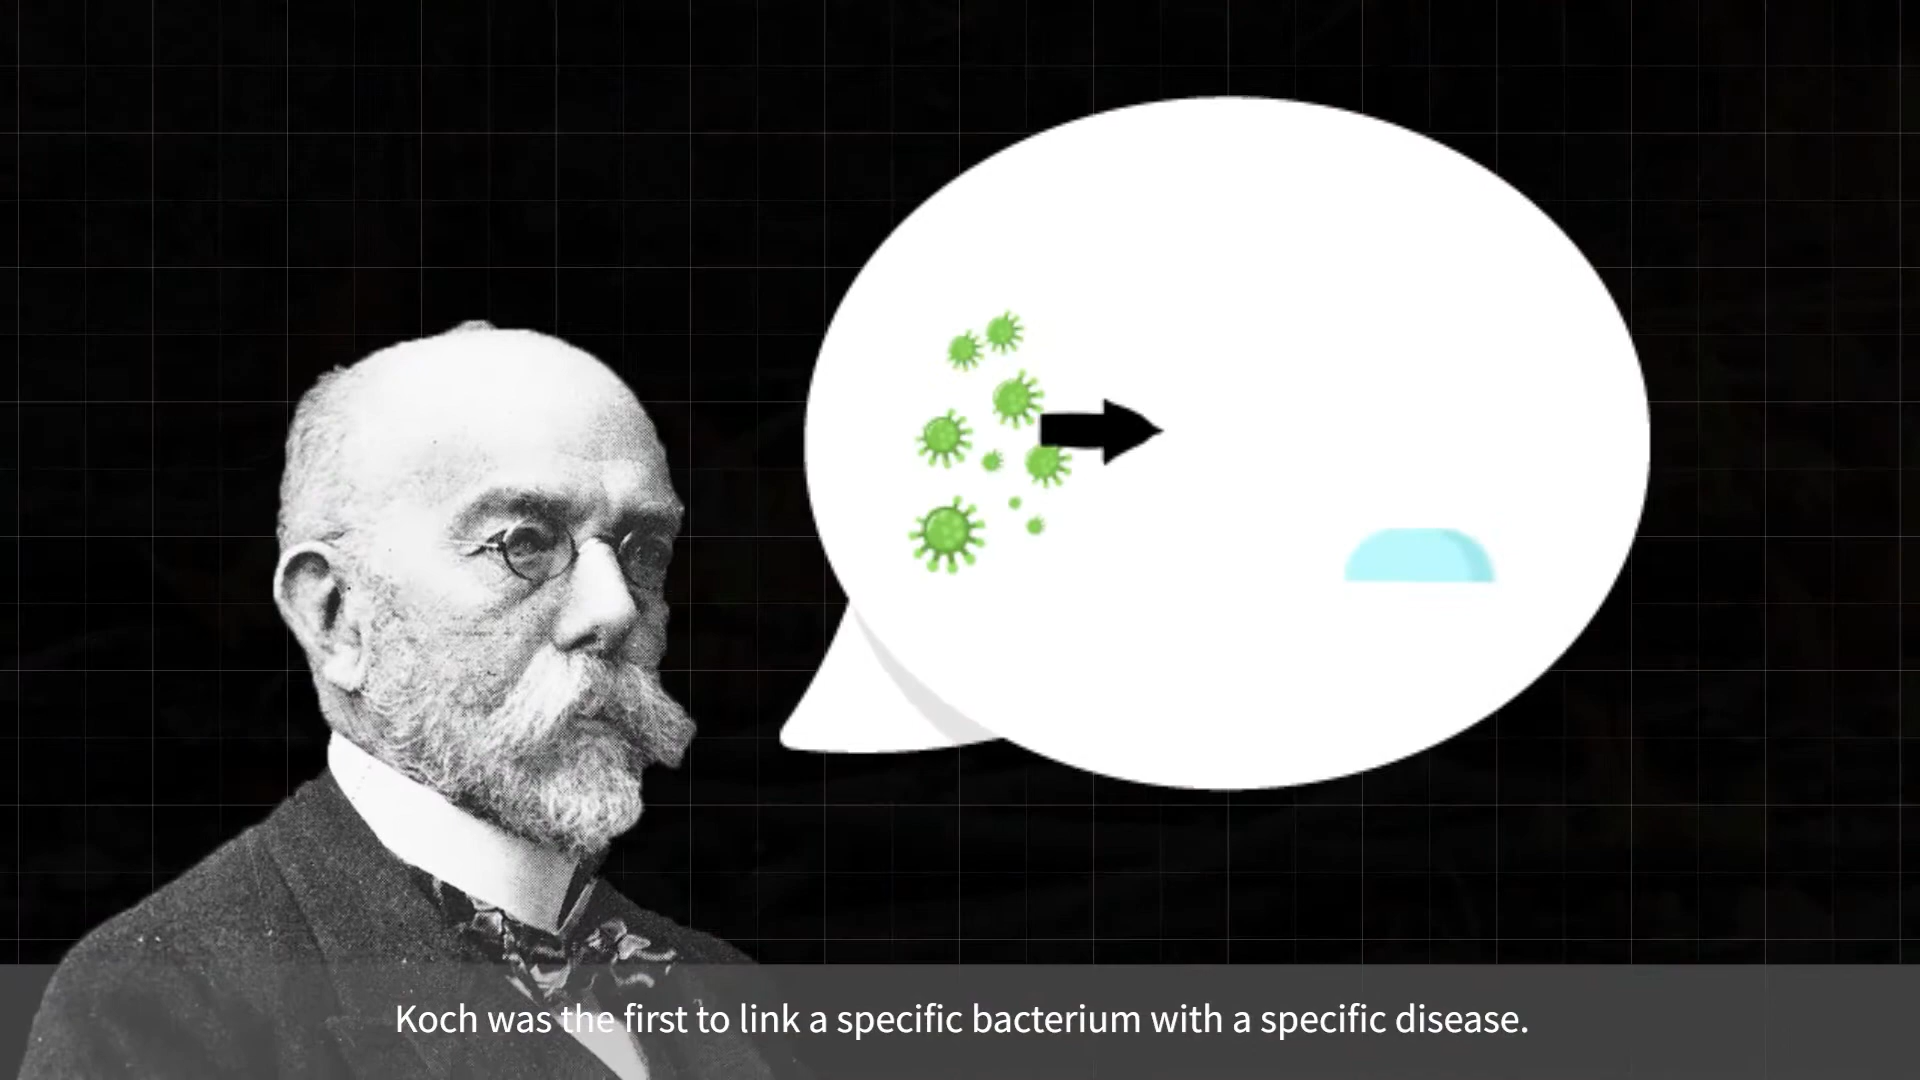 Koch was the first to link a specific bacterium with a specific disease.